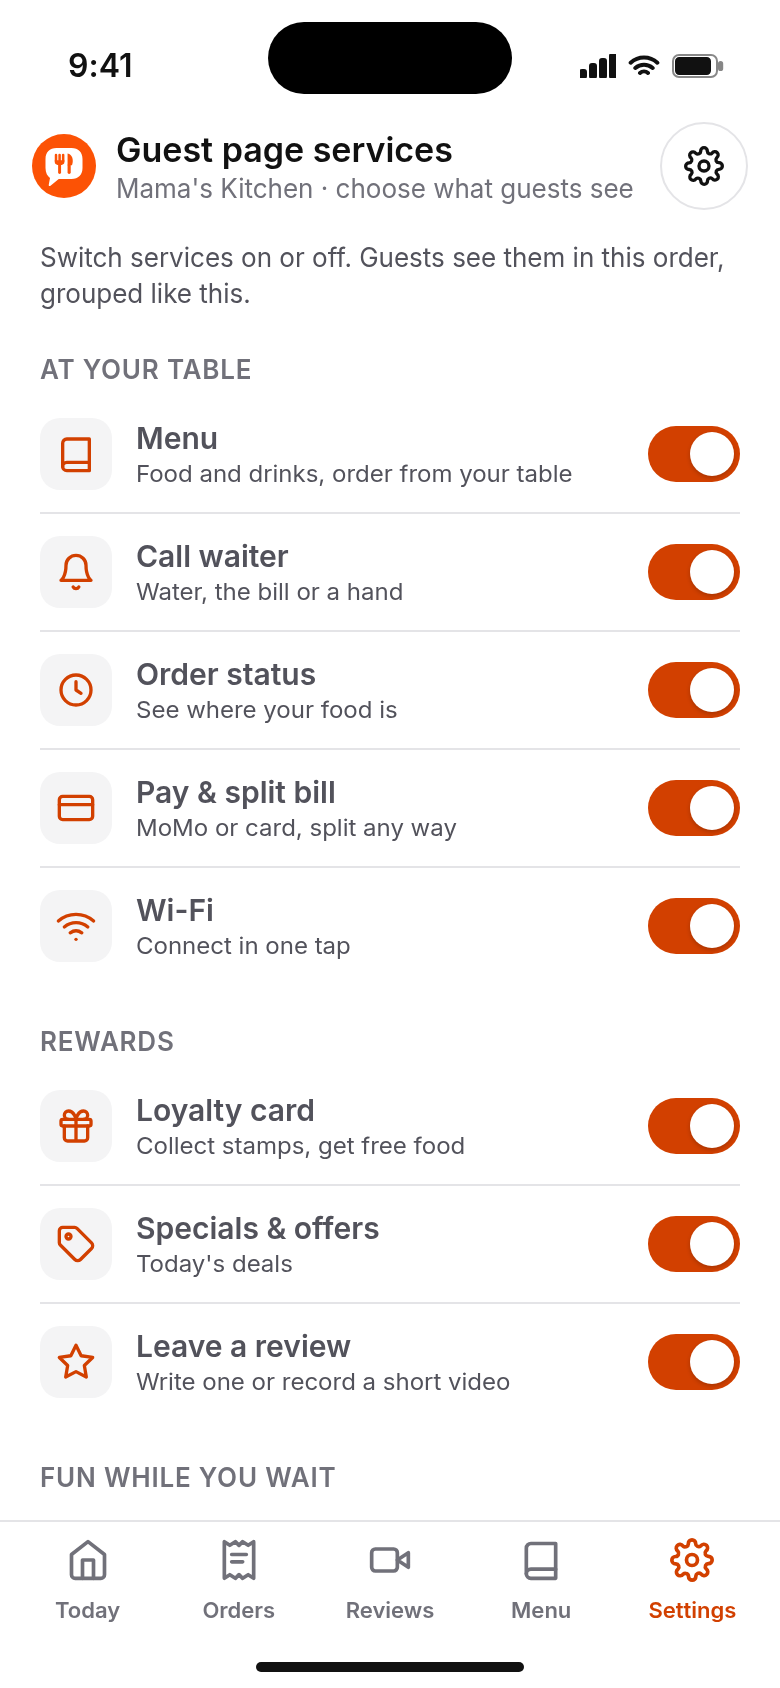 9:41
Guest page services
Mama's Kitchen · choose what guests see
Switch services on or off. Guests see them in this order,
grouped like this.
AT YOUR TABLE
Menu
Food and drinks, order from your table
Call waiter
Water, the bill or a hand
Order status
See where your food is
Pay & split bill
MoMo or card, split any way
Wi-Fi
Connect in one tap
REWARDS
Loyalty card
Collect stamps, get free food
Specials & offers
Today's deals
Leave a review
Write one or record a short video
FUN WHILE YOU WAIT
Today Orders Reviews Menu Settings